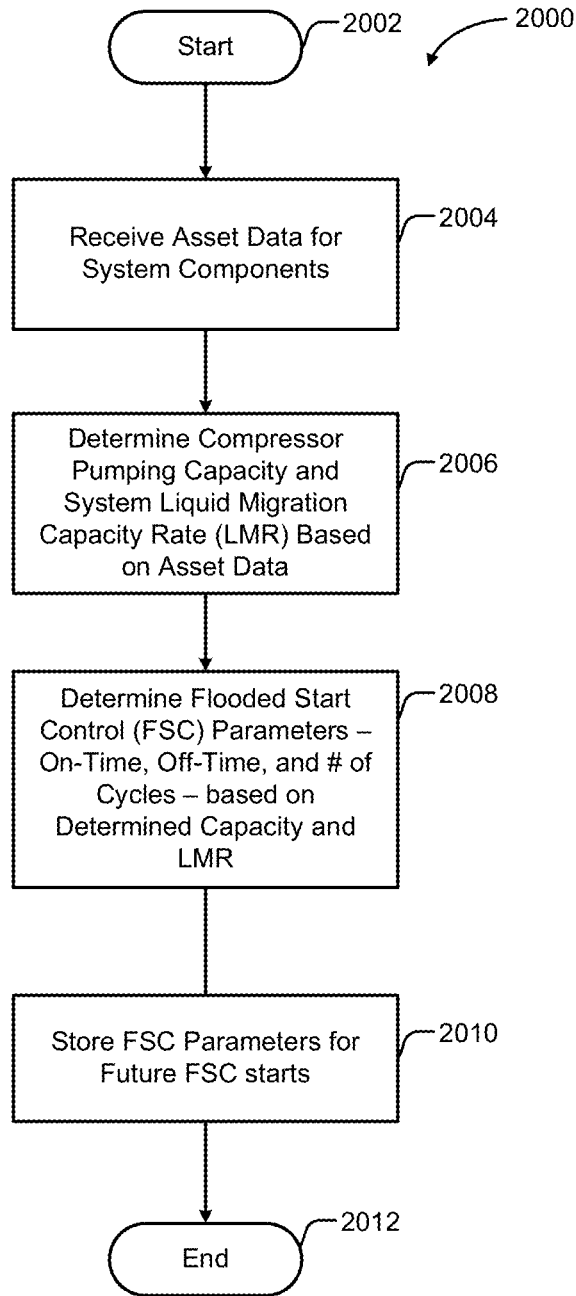 2000
Start
2002
Receive Asset Data for
System Components
2004
Determine Compressor
Pumping Capacity and
System Liquid Migration
Capacity Rate (LMR) Based
on Asset Data
2006
Determine Flooded Start
Control (FSC) Parameters –
On-Time, Off-Time, and # of
Cycles – based on
Determined Capacity and
LMR
2008
Store FSC Parameters for
Future FSC starts
2010
End
2012